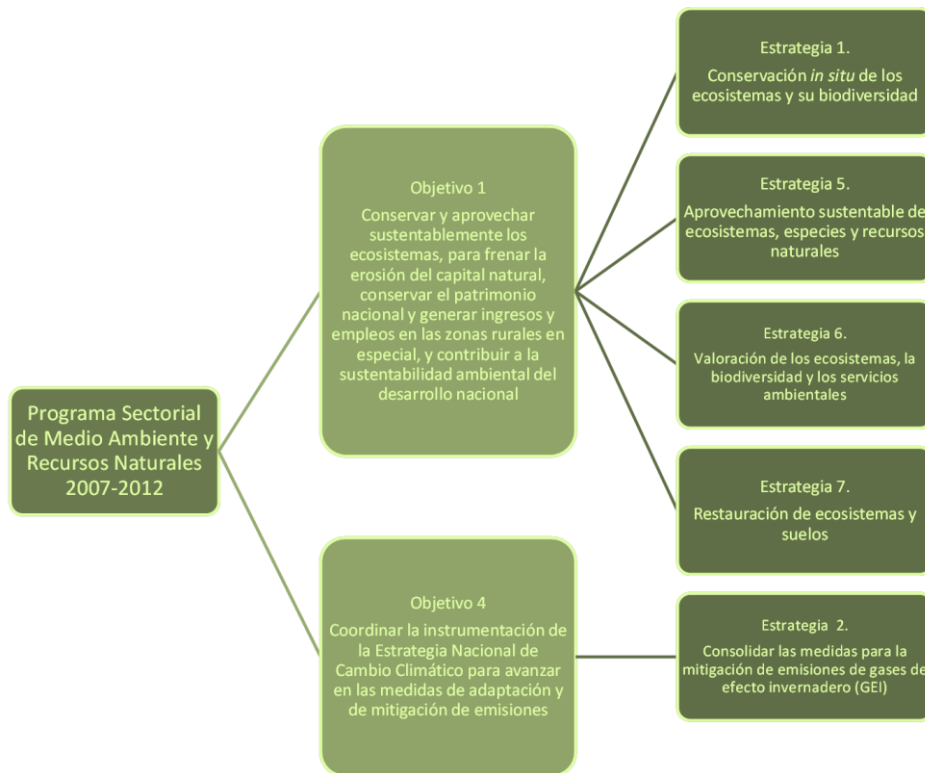 Programa Sectorial
de Medio Ambiente y
Recursos Naturales
2007-2012
Objetivo 1
Conservar y aprovechar
sustentablemente los
ecosistemas, para frenar la
erosión del capital natural,
conservar el patrimonio
nacional y generar ingresos y
empleos en las zonas rurales en
especial, y contribuir a la
sustentabilidad ambiental del
desarrollo nacional
Estrategia 1.
Conservación in situ de los
ecosistemas y su biodiversidad
Estrategia 5.
Aprovechamiento sustentable de
ecosistemas, especies y recursos
naturales
Estrategia 6.
Valoración de los ecosistemas, la
biodiversidad y los servicios
ambientales
Estrategia 7.
Restauración de ecosistemas y
suelos
Objetivo 4
Coordinar la instrumentación de
la Estrategia Nacional de
Cambio Climático para avanzar
en las medidas de adaptación y
de mitigación de emisiones
Estrategia 2.
Consolidar las medidas para la
mitigación de emisiones de gases de
efecto invernadero (GEI)